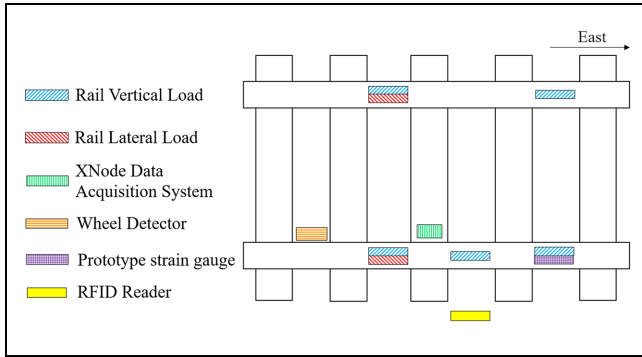 East
Rail Vertical Load
Rail Lateral Load
XNode Data
Acquisition System
Wheel Detector
Prototype strain gauge
RFID Reader